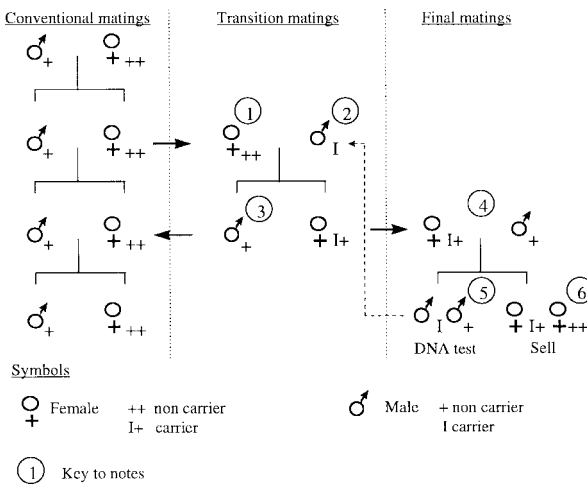 Conventional matings Transition matings Final matings
+ ++
1 2
+ ++ ++ I
3 4
+ ++ + I+ I+ +
5 6
+ ++ I + I+ ++
DNA test Sell
Symbols
Female ++ non carrier Male + non carrier
I+ carrier I carrier
1 Key to notes